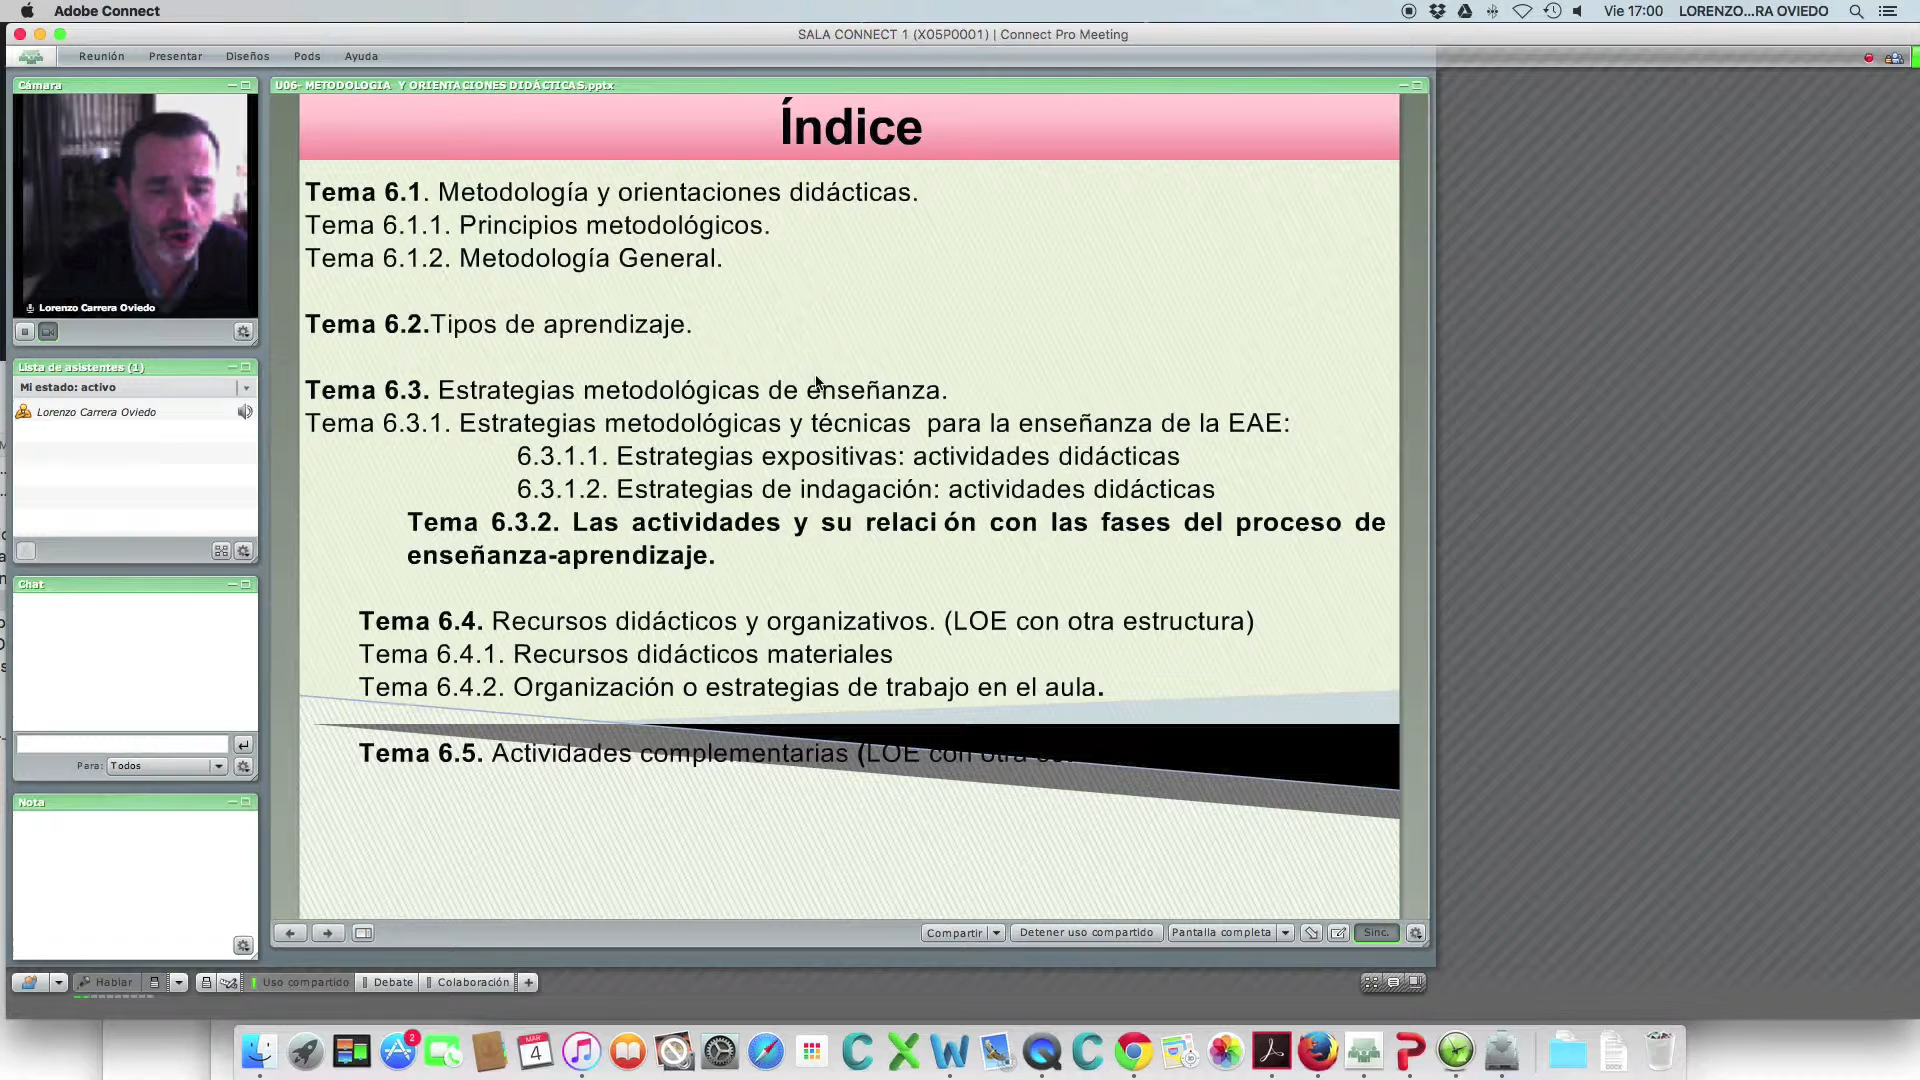 Adobe Connect
Vie 17:00
LORENZO...RA OVIEDO
SALA CONNECT 1 (X05P0001) | Connect Pro Meeting
Reunión
Presentar
Diseños
Pods
Ayuda
Cámara
Lorenzo Carrera Oviedo
Lista de asistentes (1)
Mi estado: activo
Lorenzo Carrera Oviedo
Chat
Para:
Todos
Nota
U06- METODOLOGIA Y ORIENTACIONES DIDÁCTICAS.pptx
Índice
Tema 6.1. Metodología y orientaciones didácticas.
Tema 6.1.1. Principios metodológicos.
Tema 6.1.2. Metodología General.
Tema 6.2.Tipos de aprendizaje.
Tema 6.3. Estrategias metodológicas de enseñanza.
Tema 6.3.1. Estrategias metodológicas y técnicas para la enseñanza de la EAE:
6.3.1.1. Estrategias expositivas: actividades didácticas
6.3.1.2. Estrategias de indagación: actividades didácticas
Tema 6.3.2. Las actividades y su relación con las fases del proceso de
enseñanza-aprendizaje.
Tema 6.4. Recursos didácticos y organizativos. (LOE con otra estructura)
Tema 6.4.1. Recursos didácticos materiales
Tema 6.4.2. Organización o estrategias de trabajo en el aula.
Tema 6.5. Actividades complementarias (LOE con otra
Compartir
Detener uso compartido
Pantalla completa
Sinc.
Hablar
Uso compartido
Debate
Colaboración
2
MAR
4